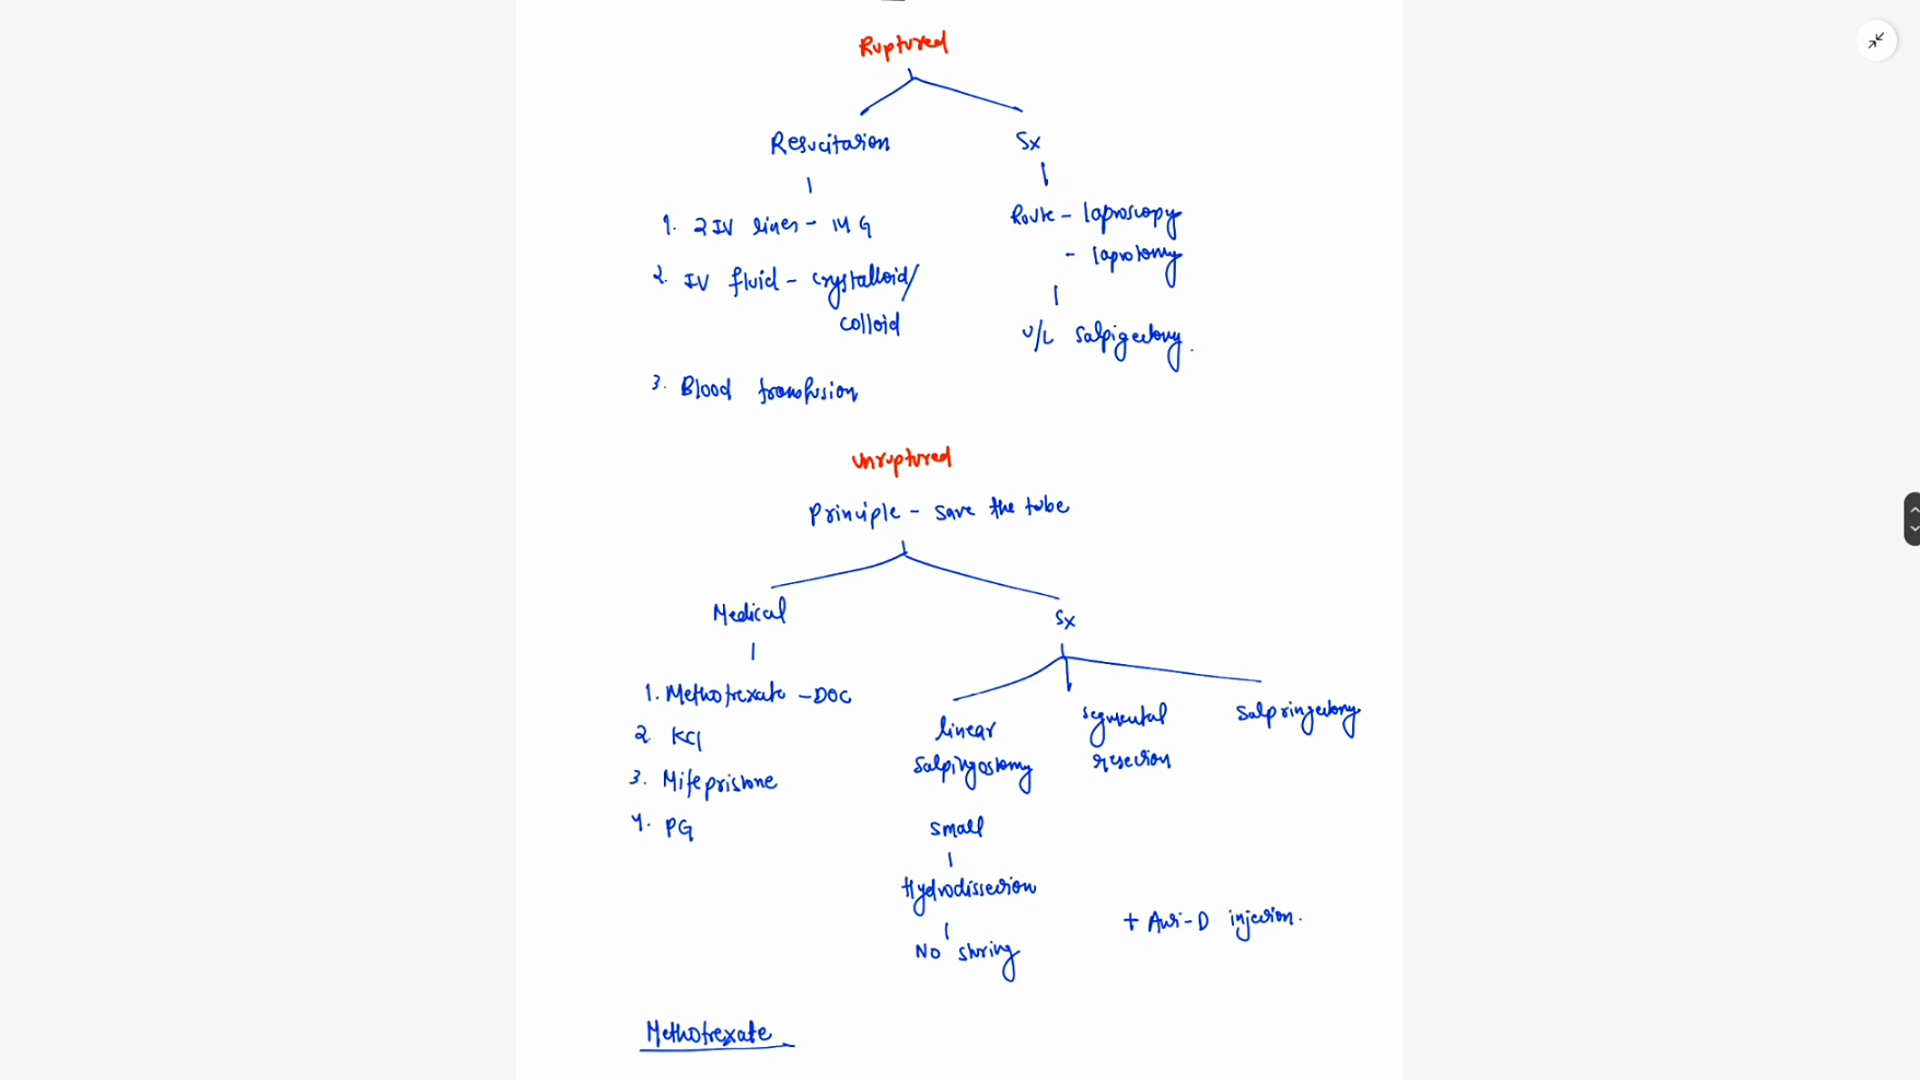 Ruptured
Resucitation
1. 2 IV lines - 14 G
2. IV fluid - crystalloid/
colloid
3. Blood transfusion
Sx
Route - laproscopy
- laprotomy
U/L salpigectomy.
Unruptured
Principle - save the tube
Medical
1. Methotrexate - DOC
2 KCl
3. Mifepristone
4. PG
Sx
linear
salpingostomy
small
Hydrodissection
No sturing
segmental
resection
Salpringectomy
+ Anti-D injection.
Methotrexate